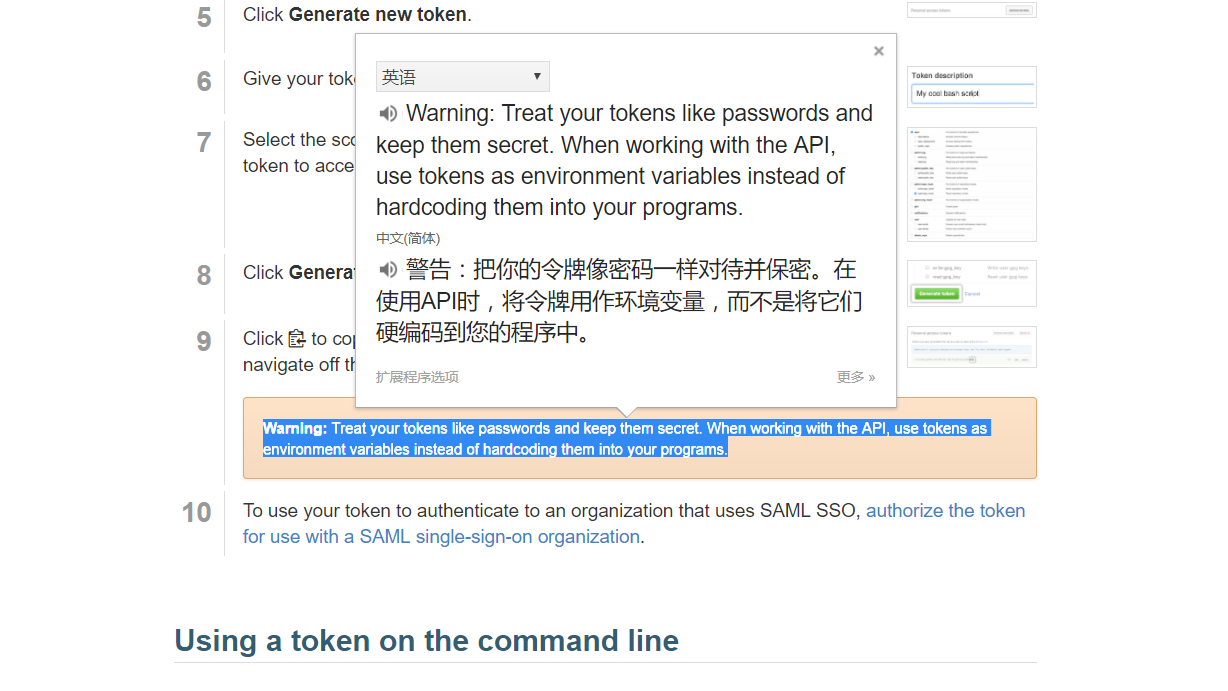 5
Click Generate new token.
6
Give your toke
7
Select the sco
token to acce
8
Click Genera
9
Click to cop
navigate off th
×
英语
Warning: Treat your tokens like passwords and
keep them secret. When working with the API,
use tokens as environment variables instead of
hardcoding them into your programs.
中文(简体)
警告：把你的令牌像密码一样对待并保密。在
使用API时，将令牌用作环境变量，而不是将它们
硬编码到您的程序中。
扩展程序选项
更多 »
Warning: Treat your tokens like passwords and keep them secret. When working with the API, use tokens as
environment variables instead of hardcoding them into your programs.
10
To use your token to authenticate to an organization that uses SAML SSO, authorize the token
for use with a SAML single-sign-on organization.
Personal access tokens
Token description
My cool bash script
Generate token Cancel
Using a token on the command line